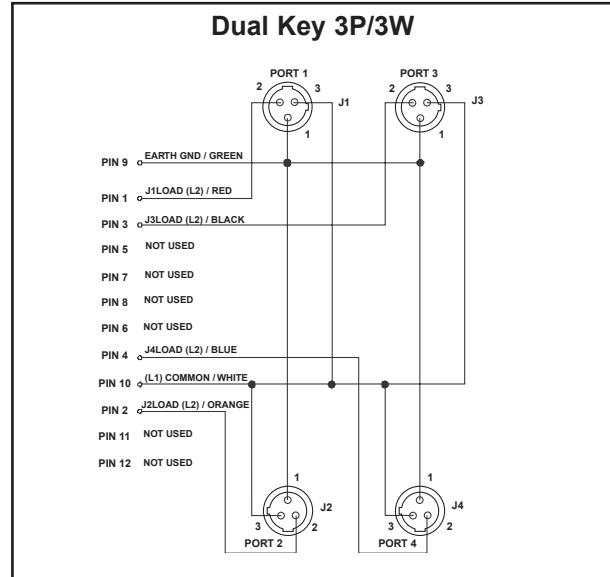 Dual Key 3P/3W
PORT 1
PORT 3
2
3
J1
1
2
3
J3
1
PIN 9 EARTH GND / GREEN
PIN 1 J1LOAD (L2) / RED
PIN 3 J3LOAD (L2) / BLACK
PIN 5 NOT USED
PIN 7 NOT USED
PIN 8 NOT USED
PIN 6 NOT USED
PIN 4 J4LOAD (L2) / BLUE
PIN 10 (L1) COMMON / WHITE
PIN 2 J2LOAD (L2) / ORANGE
PIN 11 NOT USED
PIN 12 NOT USED
1
J2
3
2
PORT 2
1
J4
3
2
PORT 4